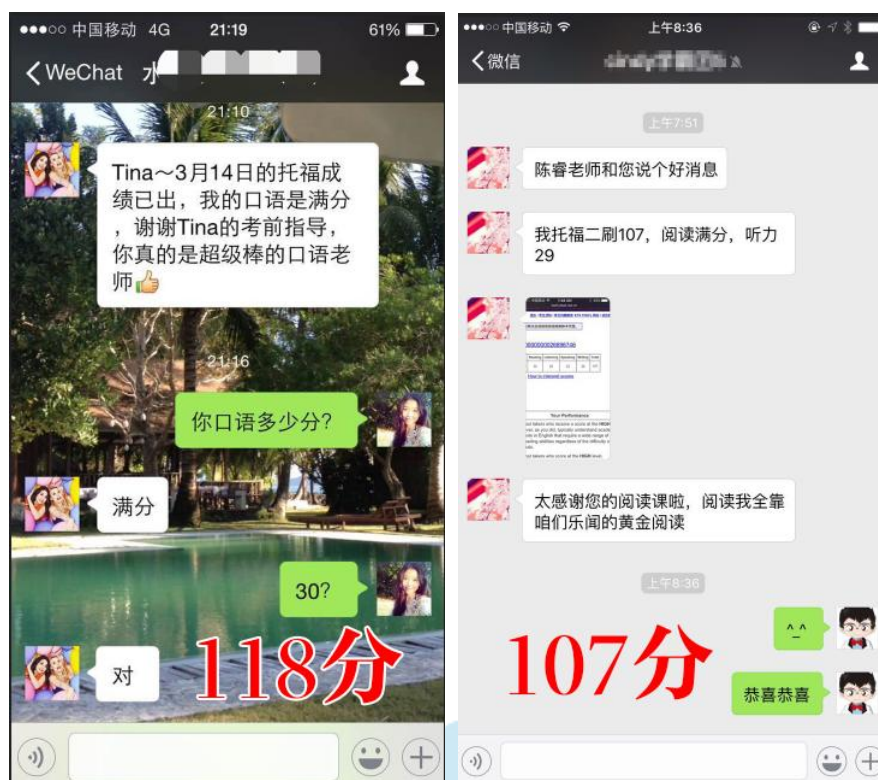 中国移动 4G 21:19 61%
WeChat 水
21:10
Tina~3月14日的托福成
绩已出，我的口语是满分
，谢谢Tina的考前指导，
你真的是超级棒的口语老
师👍
21:16
你口语多少分？
满分
30？
对
118分
中国移动 上午8:36
微信
上午7:51
陈睿老师和您说个好消息
我托福二刷107，阅读满分，听力
29
Your Performance
太感谢您的阅读课啦，阅读我全靠
咱们乐闻的黄金阅读
上午8:36
^_^
恭喜恭喜
107分